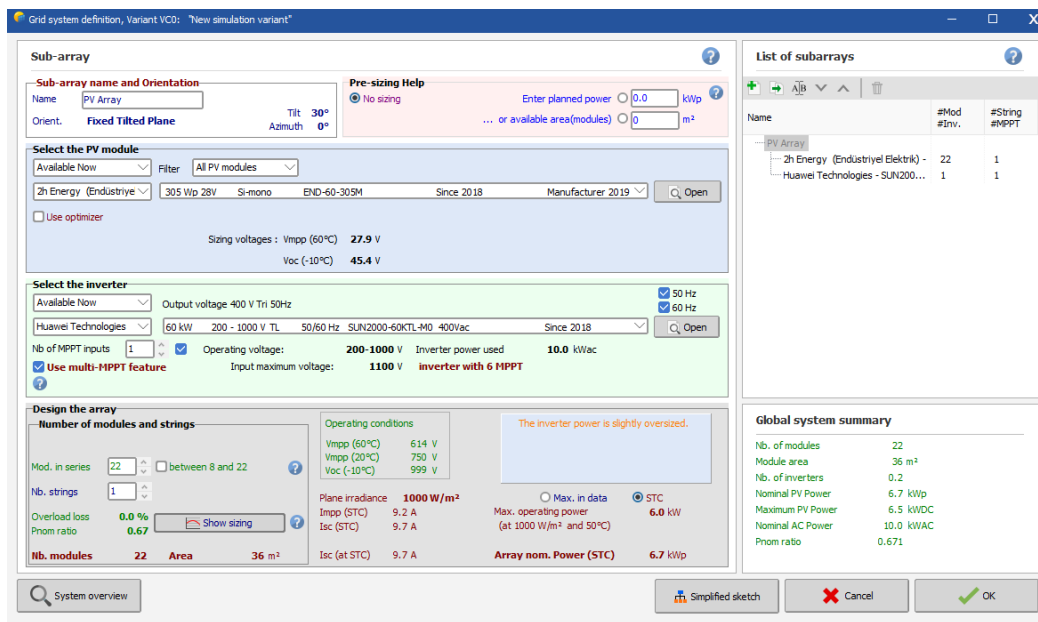 Grid system definition, Variant VC0:   "New simulation variant"
Sub-array
Sub-array name and Orientation
Name PV Array
Orient. Fixed Tilted Plane
Tilt 30°
Azimuth 0°
Pre-sizing Help
No sizing
Enter planned power 0.0 kWp
... or available area(modules) 0 m²
Select the PV module
Available Now Filter All PV modules
2h Energy (Endüstriye 305 Wp 28V Si-mono END-60-305M Since 2018 Manufacturer 2019 Open
Use optimizer
Sizing voltages : Vmpp (60°C) 27.9 V
Voc (-10°C) 45.4 V
Select the inverter
Available Now Output voltage 400 V Tri 50Hz
50 Hz
60 Hz
Huawei Technologies 60 kW 200 - 1000 V TL 50/60 Hz SUN2000-60KTL-M0 400Vac Since 2018 Open
Nb of MPPT inputs 1 Operating voltage: 200-1000 V Inverter power used 10.0 kWac
Use multi-MPPT feature Input maximum voltage: 1100 V inverter with 6 MPPT
Design the array
Number of modules and strings
Mod. in series 22 between 8 and 22
Nb. strings 1
Overload loss 0.0 %
Pnom ratio 0.67
Show sizing
Nb. modules 22 Area 36 m²
Operating conditions
Vmpp (60°C) 614 V
Vmpp (20°C) 750 V
Voc (-10°C) 999 V
The inverter power is slightly oversized.
Plane irradiance 1000 W/m²
Impp (STC) 9.2 A
Isc (STC) 9.7 A
Isc (at STC) 9.7 A
Max. in data STC
Max. operating power 6.0 kW
(at 1000 W/m² and 50°C)
Array nom. Power (STC) 6.7 kWp
List of subarrays
A B
Name #Mod #String
#Inv. #MPPT
PV Array
2h Energy (Endüstriyel Elektrik) - 22 1
Huawei Technologies - SUN200... 1 1
Global system summary
Nb. of modules 22
Module area 36 m²
Nb. of inverters 0.2
Nominal PV Power 6.7 kWp
Maximum PV Power 6.5 kWDC
Nominal AC Power 10.0 kWAC
Pnom ratio 0.671
System overview Simplified sketch Cancel OK